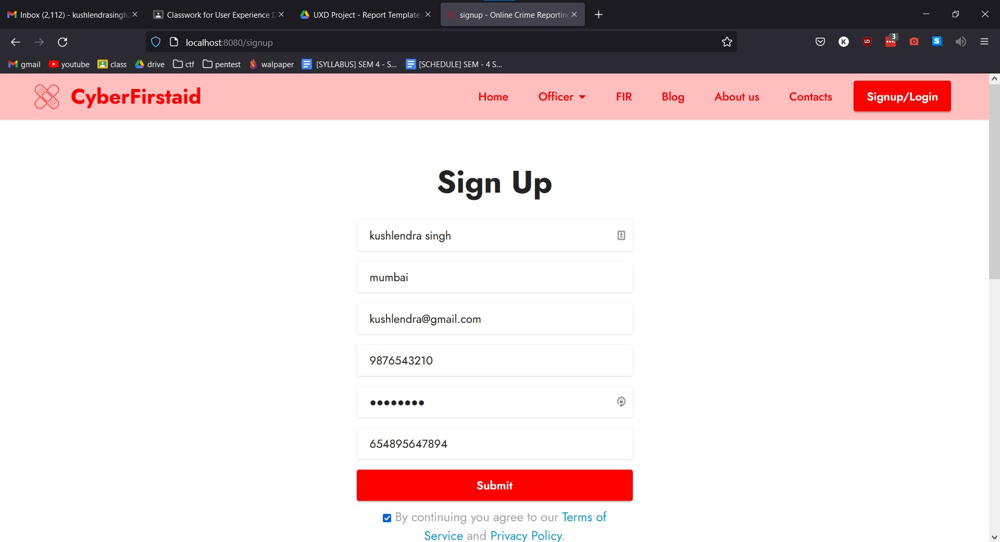 Inbox (2,112) - kushlendrasingh2
Classwork for User Experience D
UXD Project - Report Template.
signup - Online Crime Reporting
localhost:8080/signup
3
gmail youtube class drive ctf pentest walpaper [SYLLABUS] SEM 4 - S... [SCHEDULE] SEM - 4 S...
CyberFirstaid
Home Officer FIR Blog About us Contacts Signup/Login
Sign Up
kushlendra singh
mumbai
kushlendra@gmail.com
9876543210
●●●●●●●●
654895647894
Submit
By continuing you agree to our Terms of
Service and Privacy Policy.